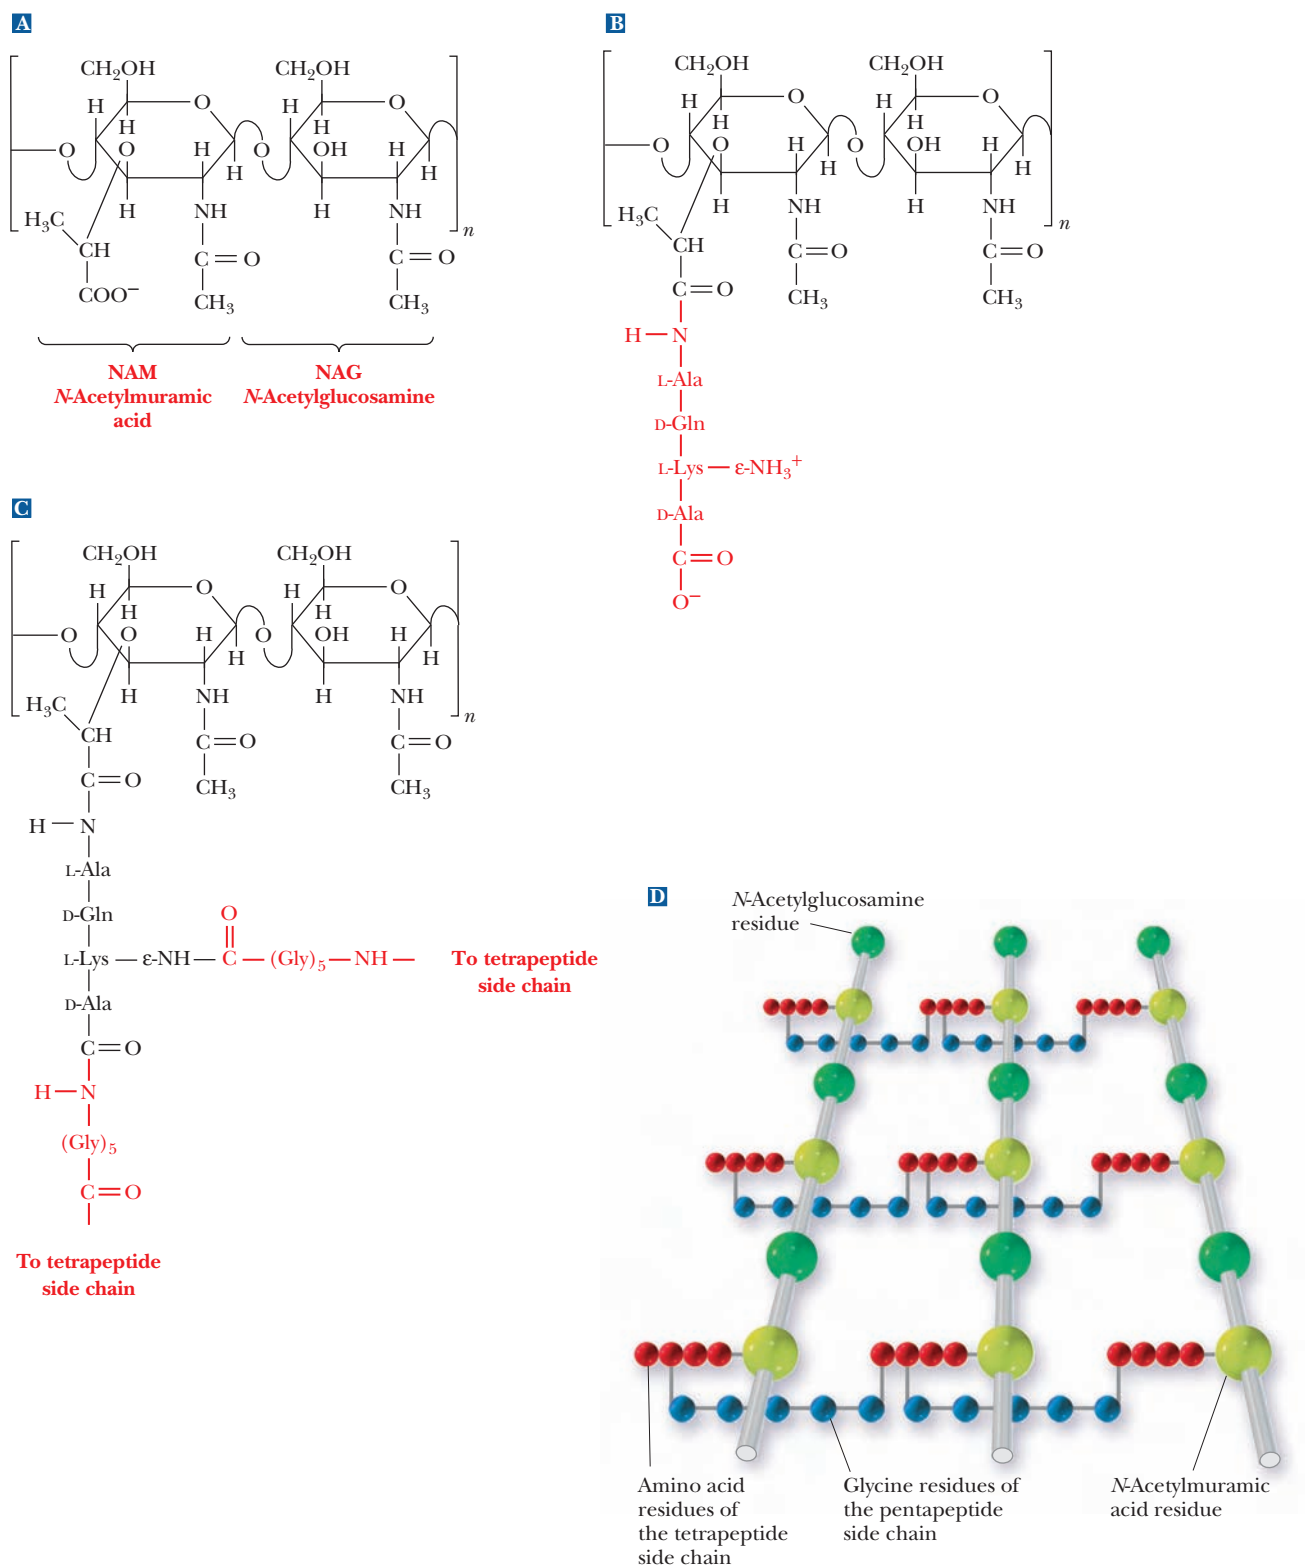 A
CH₂OH CH₂OH
H O H O
H H
O O H O OH H
H H
H NH H NH
H₃C n
CH C=O C=O
COO⁻ CH₃ CH₃
NAM
N-Acetylmuramic
acid
NAG
N-Acetylglucosamine
B
CH₂OH CH₂OH
H O H O
H H
O O H O OH H
H H
H NH H NH
H₃C n
CH C=O C=O
C=O CH₃ CH₃
H—N
L-Ala
D-Gln
L-Lys—ε-NH₃⁺
D-Ala
C=O
O⁻
C
CH₂OH CH₂OH
H O H O
H H
O O H O OH H
H H
H NH H NH
H₃C n
CH C=O C=O
C=O CH₃ CH₃
H—N
L-Ala
D-Gln
O
L-Lys—ε-NH—C—(Gly)₅—NH—
To tetrapeptide
side chain
D-Ala
C=O
H—N
(Gly)₅
C=O
To tetrapeptide
side chain
D
N-Acetylglucosamine
residue
Amino acid
residues of
the tetrapeptide
side chain
Glycine residues of
the pentapeptide
side chain
N-Acetylmuramic
acid residue